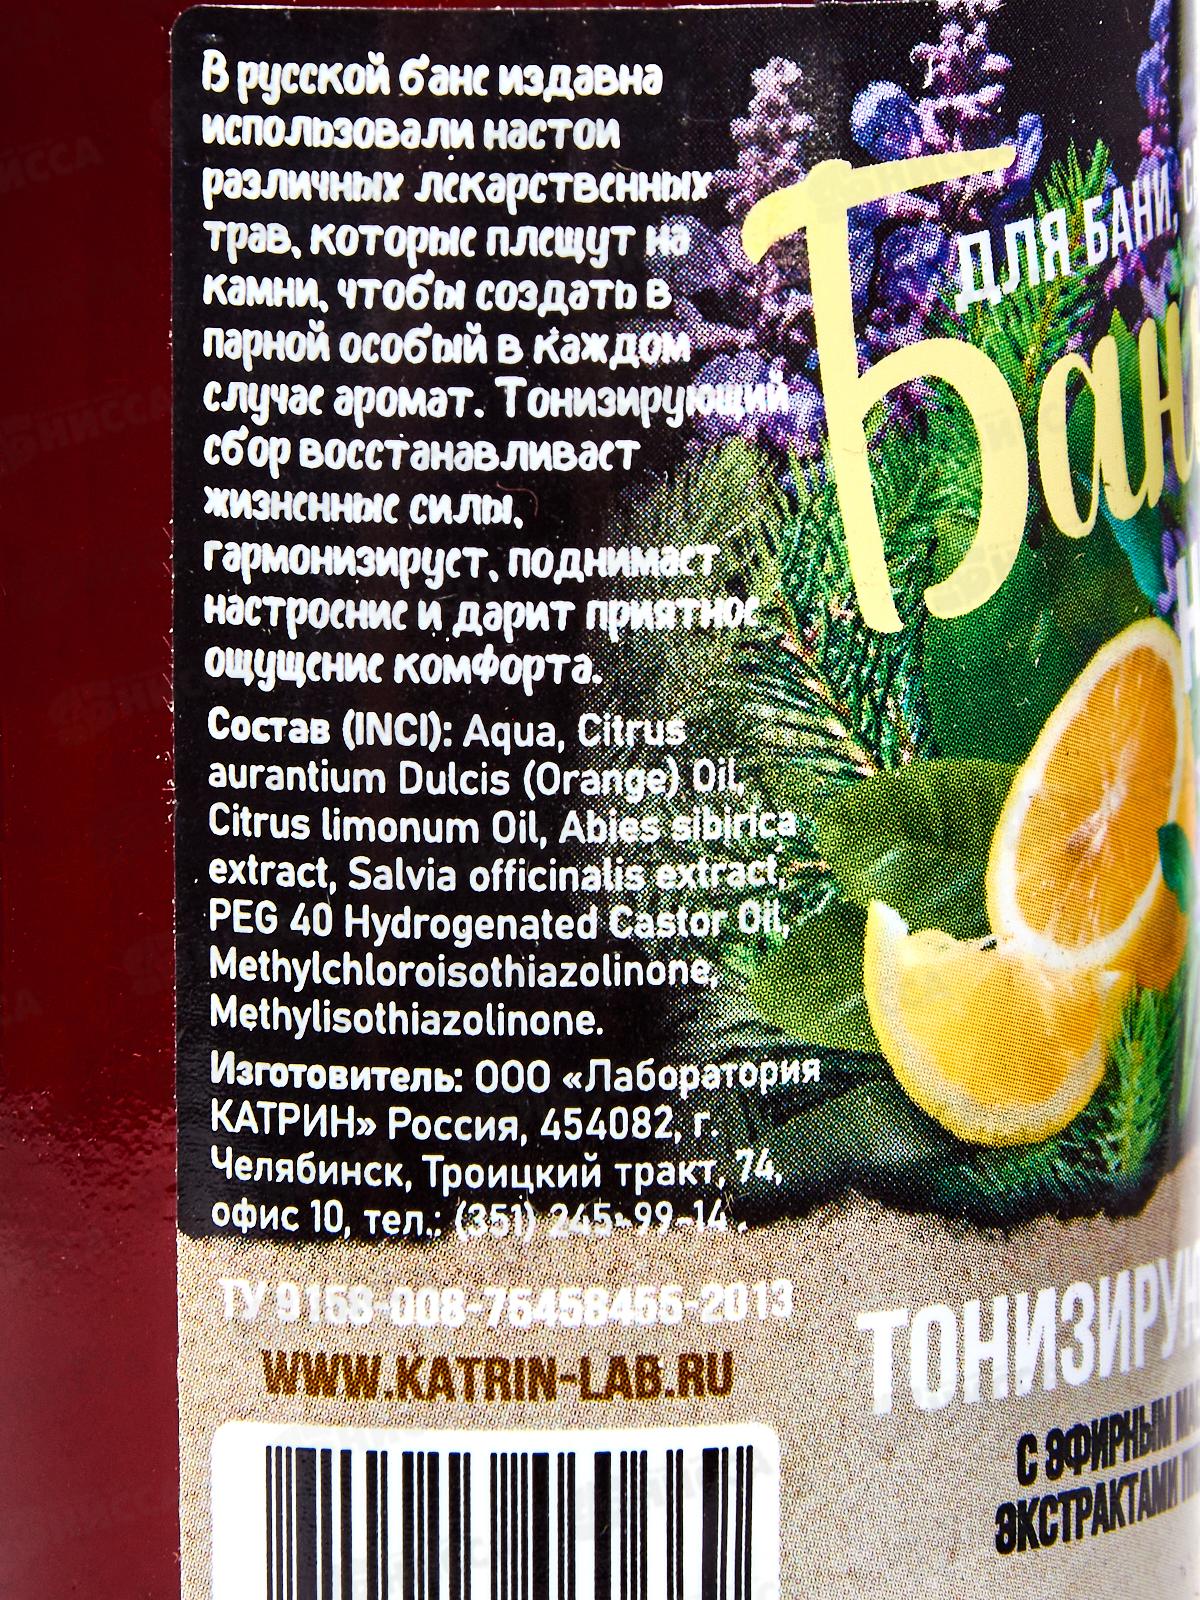 В русской бане издавна
использовали настои
различных лекарственных
трав, которые плещут на
камни, чтобы создать в
парной особый в каждом
случае аромат. Тонизирующий
сбор восстанавливает
жизненные силы,
гармонизирует, поднимает
настроение и дарит приятное
ощущение комфорта.
Состав (INCI): Aqua, Citrus
aurantium Dulcis (Orange) Oil,
Citrus limonum Oil, Abies sibirica
extract, Salvia officinalis extract,
PEG 40 Hydrogenated Castor Oil,
Methylchloroisothiazolinone,
Methylisothiazolinone.
Изготовитель: ООО «Лаборатория
КАТРИН» Россия, 454082, г.
Челябинск, Троицкий тракт, 74,
офис 10, тел.: (351) 245-99-14.
ТУ 9158-008-75458455-2013
WWW.KATRIN-LAB.RU
ДЛЯ БАНИ,
С ЭФИРНЫМ
ЭКСТРАКТАМИ